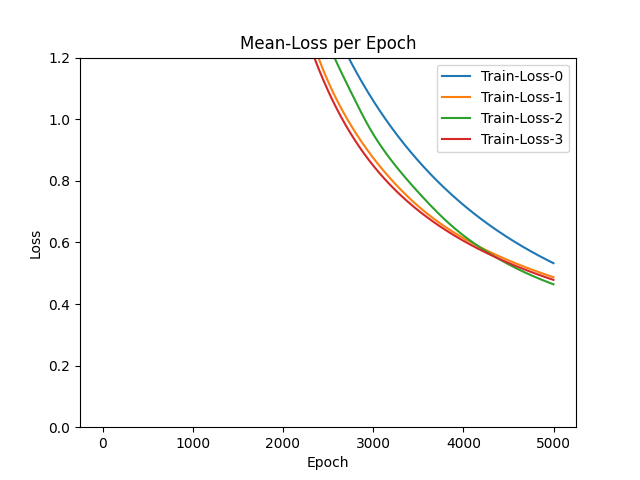 Mean-Loss per Epoch
Train-Loss-0
Train-Loss-1
Train-Loss-2
Train-Loss-3
Loss
1.2
1.0
0.8
0.6
0.4
0.2
0.0
0 1000 2000 3000 4000 5000
Epoch